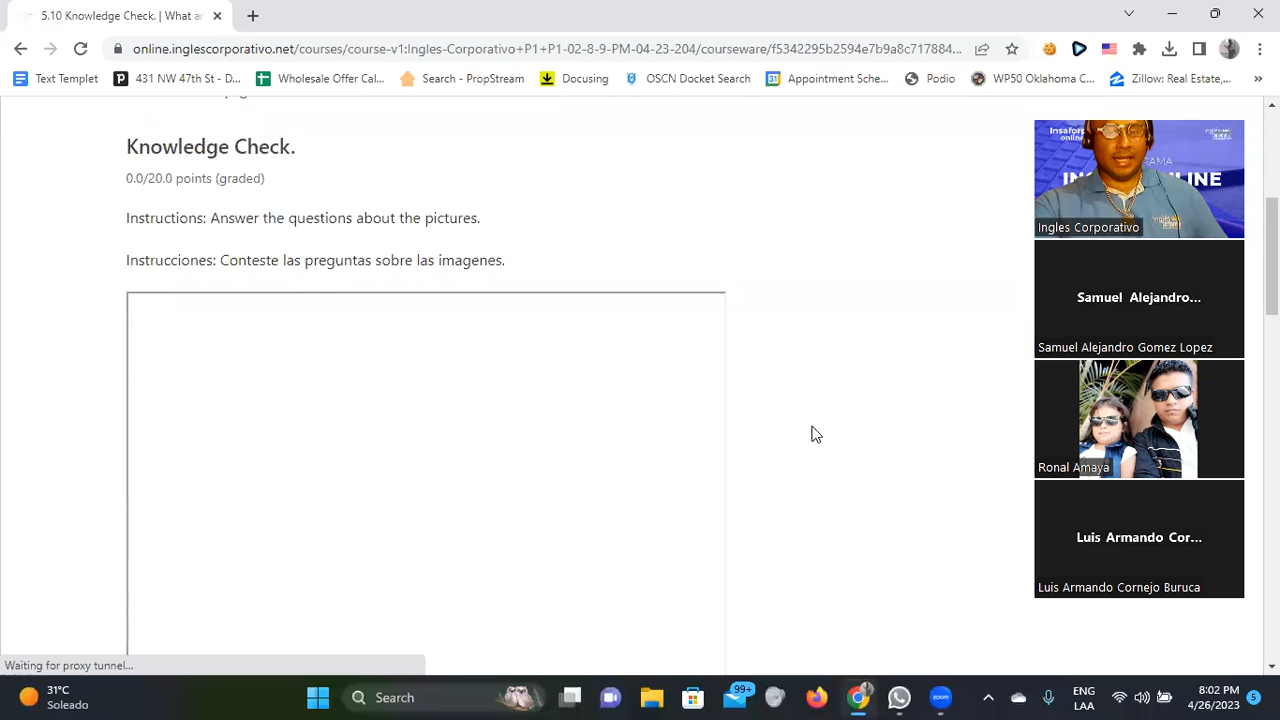 5.10 Knowledge Check. | What a
online.inglescorporativo.net/courses/course-v1:Ingles-Corporativo+P1+P1-02-8-9-PM-04-23-204/courseware/f5342295b2594e7b9a8c717884...
Text Templet
431 NW 47th St - D...
Wholesale Offer Cal...
Search - PropStream
Docusing
OSCN Docket Search
Appointment Sche...
Podio
WP50 Oklahoma C...
Zillow: Real Estate,...
»
Knowledge Check.
0.0/20.0 points (graded)
Instructions: Answer the questions about the pictures.
Instrucciones: Conteste las preguntas sobre las imagenes.
Ingles Corporativo
Samuel Alejandro...
Samuel Alejandro Gomez Lopez
Ronal Amaya
Luis Armando Cor...
Luis Armando Cornejo Buruca
Waiting for proxy tunnel...
31°C
Soleado
Search
99+
ENG
LAA
8:02 PM
4/26/2023
5